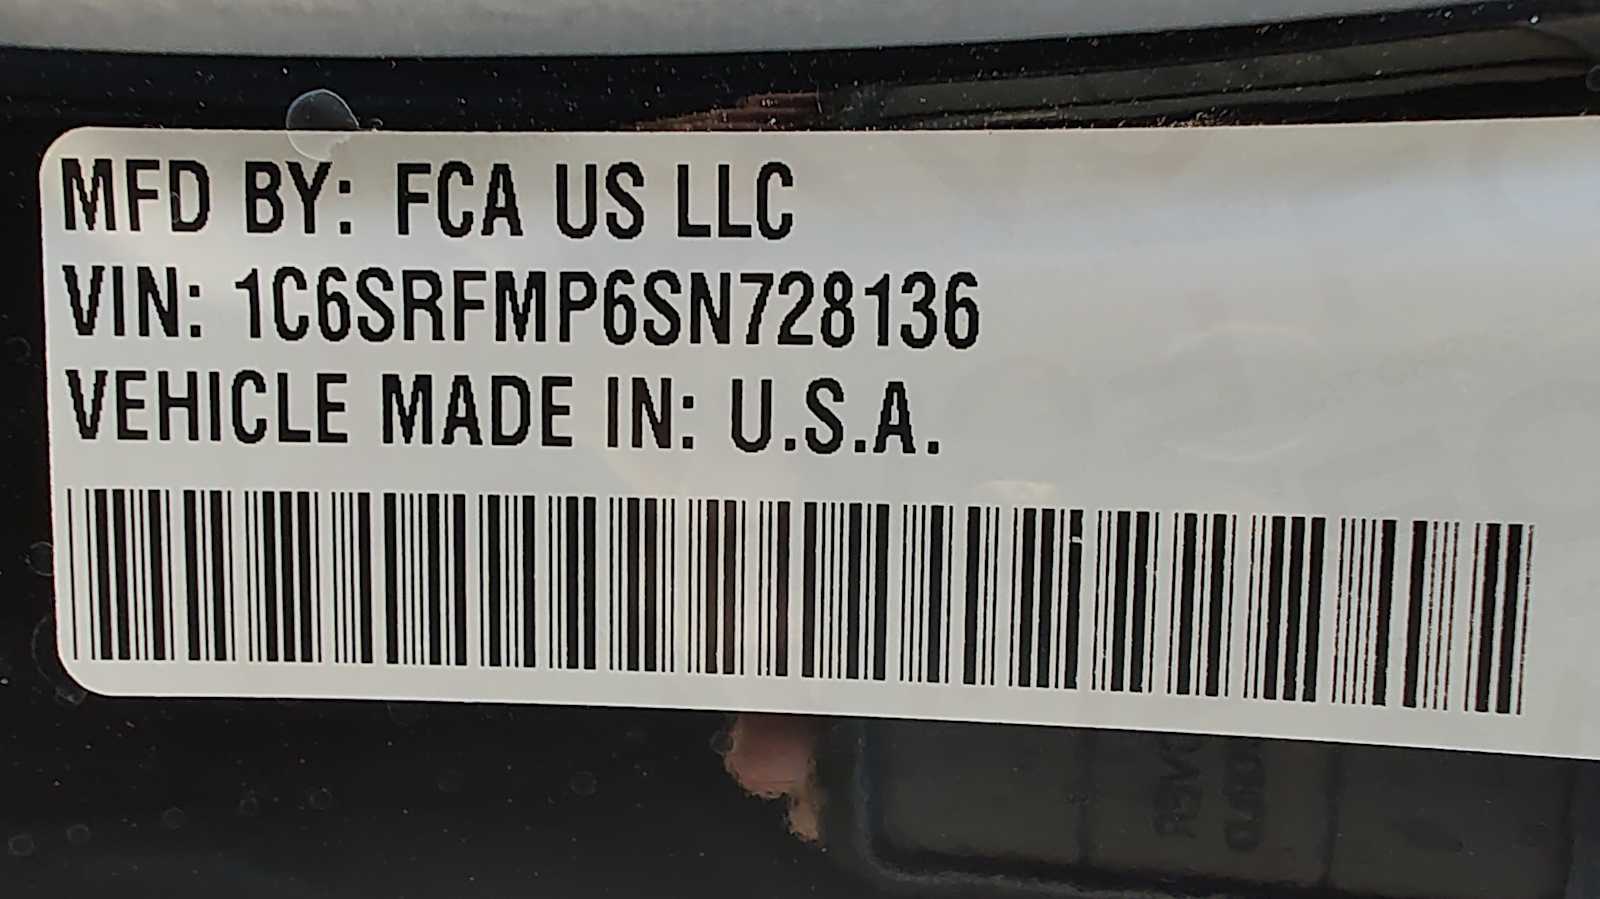 MFD BY: FCA US LLC
VIN: 1C6SRFMP6SN728136
VEHICLE MADE IN: U.S.A.